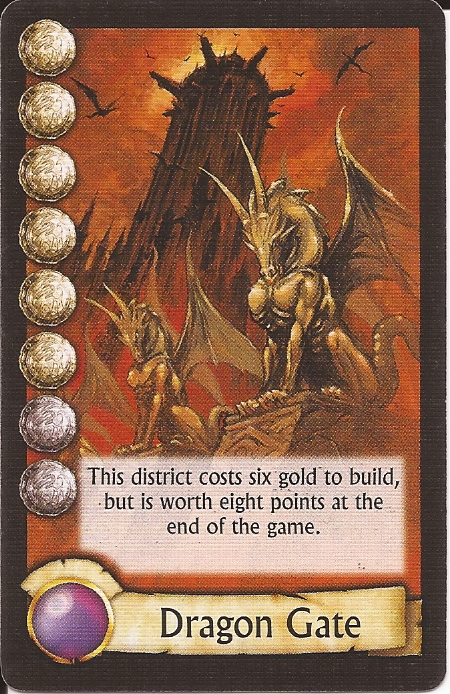 This district costs six gold to build,
but is worth eight points at the
end of the game.
Dragon Gate